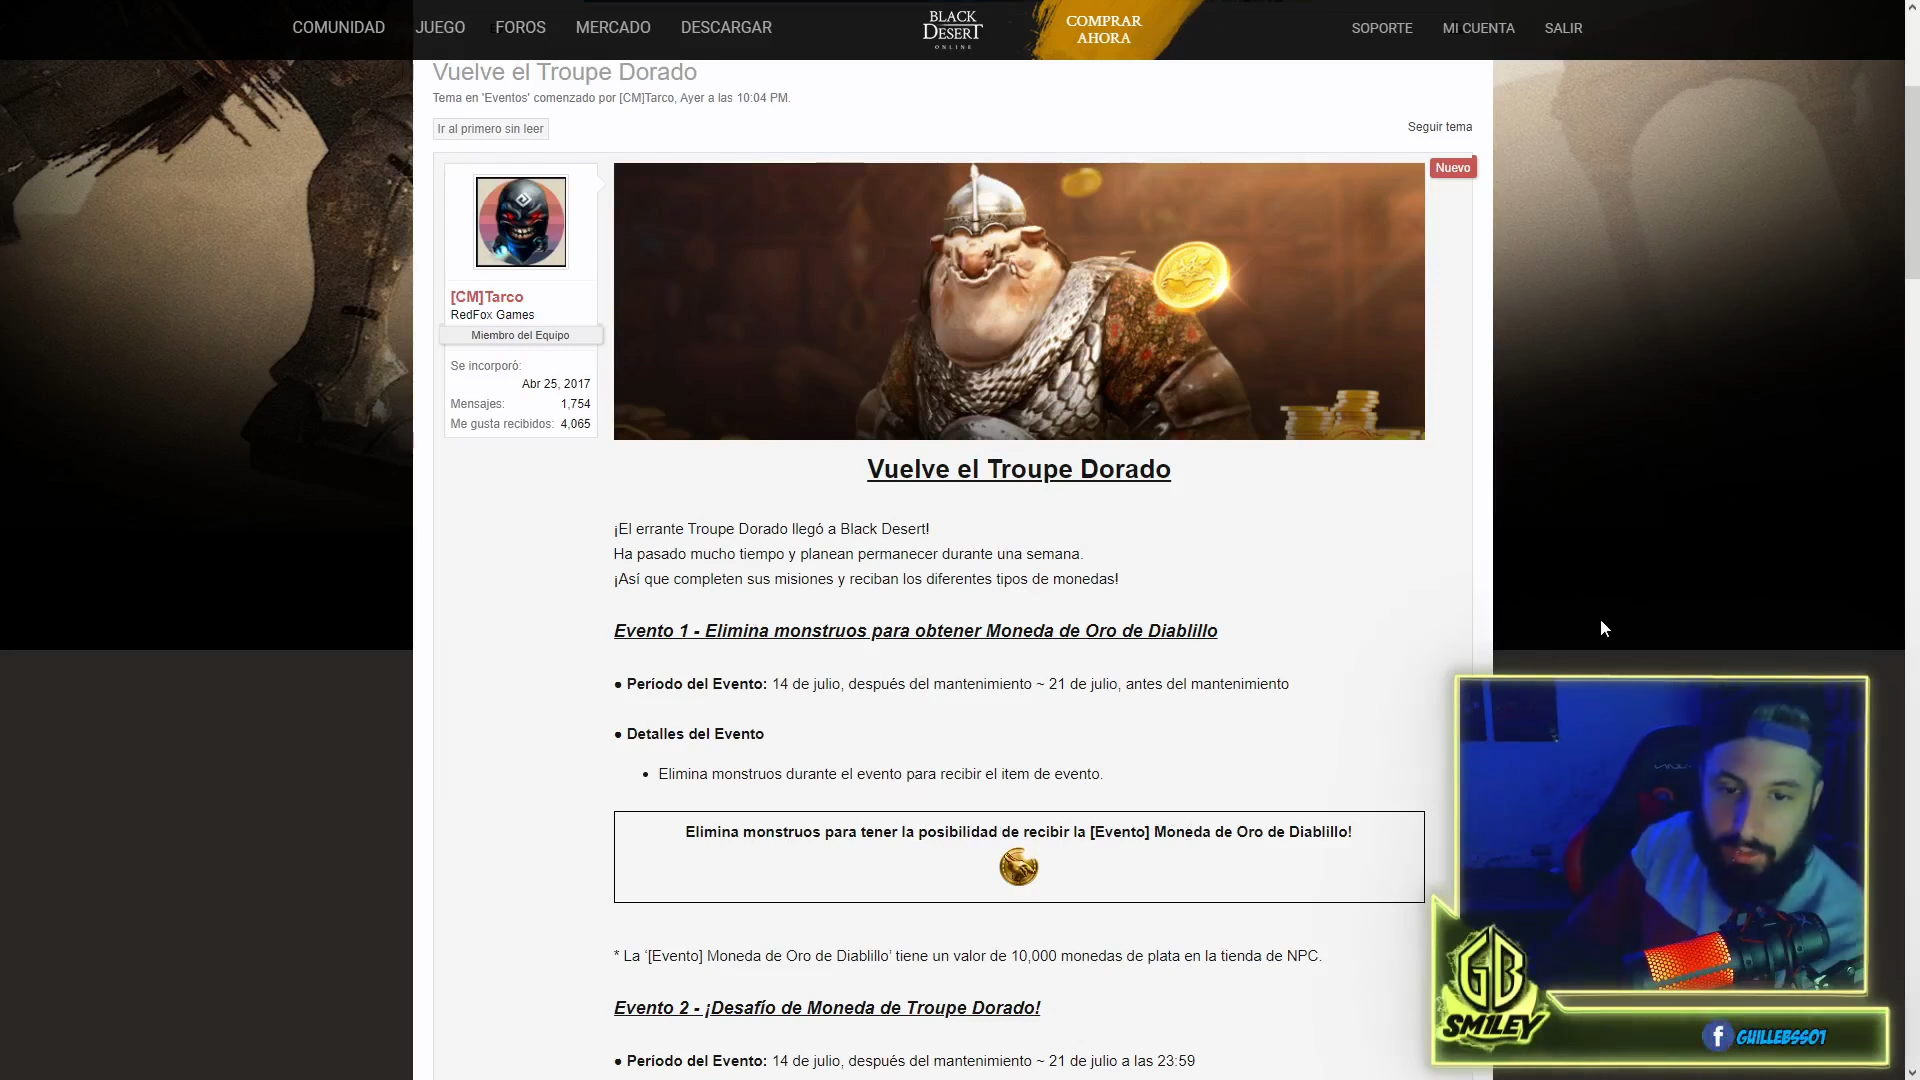 COMUNIDAD JUEGO FOROS MERCADO DESCARGAR
BLACK
DESERT
ONLINE
COMPRAR
AHORA
SOPORTE MI CUENTA SALIR
Vuelve el Troupe Dorado
Tema en 'Eventos' comenzado por [CM]Tarco, Ayer a las 10:04 PM.
Ir al primero sin leer
Seguir tema
Nuevo
[CM]Tarco
RedFox Games
Miembro del Equipo
Se incorporó:
Abr 25, 2017
Mensajes: 1,754
Me gusta recibidos: 4,065
Vuelve el Troupe Dorado
¡El errante Troupe Dorado llegó a Black Desert!
Ha pasado mucho tiempo y planean permanecer durante una semana.
¡Así que completen sus misiones y reciban los diferentes tipos de monedas!
Evento 1 - Elimina monstruos para obtener Moneda de Oro de Diablillo
● Período del Evento: 14 de julio, después del mantenimiento ~ 21 de julio, antes del mantenimiento
● Detalles del Evento
• Elimina monstruos durante el evento para recibir el item de evento.
Elimina monstruos para tener la posibilidad de recibir la [Evento] Moneda de Oro de Diablillo!
* La '[Evento] Moneda de Oro de Diablillo' tiene un valor de 10,000 monedas de plata en la tienda de NPC.
Evento 2 - ¡Desafío de Moneda de Troupe Dorado!
● Período del Evento: 14 de julio, después del mantenimiento ~ 21 de julio a las 23:59
GB
SM1LEY
f GUILLEBSS01